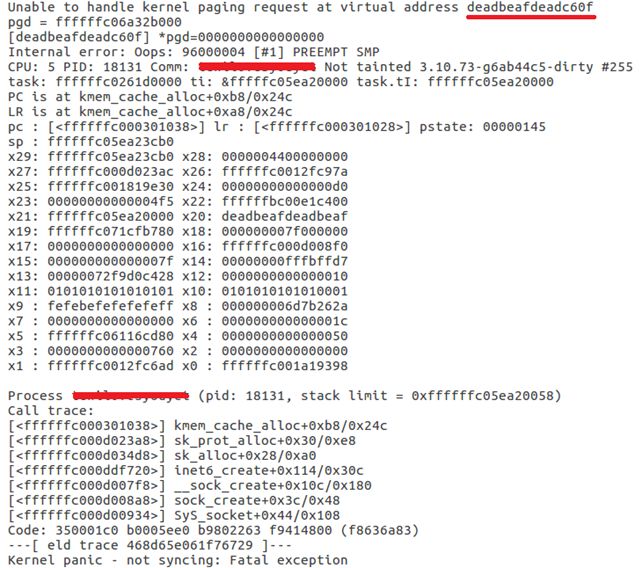 Unable to handle kernel paging request at virtual address deadbeafdeadc60f
pgd = ffffffc06a32b000
[deadbeafdeadc60f] *pgd=0000000000000000
Internal error: Oops: 96000004 [#1] PREEMPT SMP
CPU: 5 PID: 18131 Comm: Not tainted 3.10.73-g6ab44c5-dirty #255
task: ffffffc0261d0000 ti: &fffffc05ea20000 task.tI: ffffffc05ea20000
PC is at kmem_cache_alloc+0xb8/0x24c
LR is at kmem_cache_alloc+0xa8/0x24c
pc : [<ffffffc000301038>] lr : [<ffffffc000301028>] pstate: 00000145
sp : ffffffc05ea23cb0
x29: ffffffc05ea23cb0 x28: 0000004400000000
x27: ffffffc000d023ac x26: ffffffc0012fc97a
x25: ffffffc001819e30 x24: 00000000000000d0
x23: 00000000000004f5 x22: ffffffbc00e1c400
x21: ffffffc05ea20000 x20: deadbeafdeadbeaf
x19: ffffffc071cfb780 x18: 000000007f000000
x17: 0000000000000000 x16: ffffffc000d008f0
x15: 000000000000007f x14: 00000000fffbffd7
x13: 00000072f9d0c428 x12: 0000000000000010
x11: 0101010101010101 x10: 0101010101010001
x9 : fefebefefefefeff x8 : 000000006d7b262a
x7 : 0000000000000000 x6 : 000000000000001c
x5 : ffffffc06116cd80 x4 : 0000000000000050
x3 : 0000000000000760 x2 : 0000000000000000
x1 : ffffffc0012fc6ad x0 : ffffffc001a19398
Process (pid: 18131, stack limit = 0xffffffc05ea20058)
Call trace:
[<ffffffc000301038>] kmem_cache_alloc+0xb8/0x24c
[<ffffffc000d023a8>] sk_prot_alloc+0x30/0xe8
[<ffffffc000d034d8>] sk_alloc+0x28/0xa0
[<ffffffc000ddf720>] inet6_create+0x114/0x30c
[<ffffffc000d007f8>] __sock_create+0x10c/0x180
[<ffffffc000d008a8>] sock_create+0x3c/0x48
[<ffffffc000d00934>] SyS_socket+0x44/0x108
Code: 350001c0 b0005ee0 b9802263 f9414800 (f8636a83)
---[ eld trace 468d65e061f76729 ]---
Kernel panic - not syncing: Fatal exception